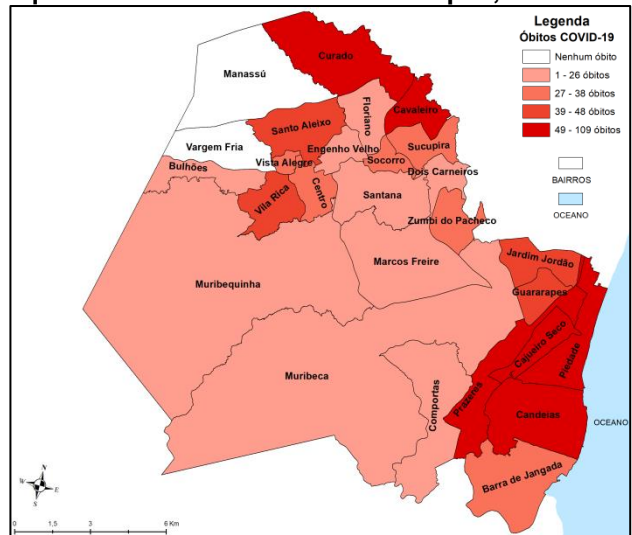 Legenda
Óbitos COVID-19
Nenhum óbito
1 - 26 óbitos
27 - 38 óbitos
39 - 48 óbitos
49 - 109 óbitos
BAIRROS
OCEANO
Curado
Manassú
Floriano
Cavaleiro
Santo Aleixo
Sucupira
Vargem Fria
Engenho Velho
Vista Alegre
Socorro
Bulhões
Dois Carneiros
Vila Rica
Centro
Santana
Zumbi do Pacheco
Marcos Freire
Jardim Jordão
Muribequinha
Guararapes
Cajueiro Seco
Piedade
Muribeca
Comportas
Prazeres
Candeias
OCEANO
Barra de Jangada
N
W
E
S
0 1,5 3 6 Km